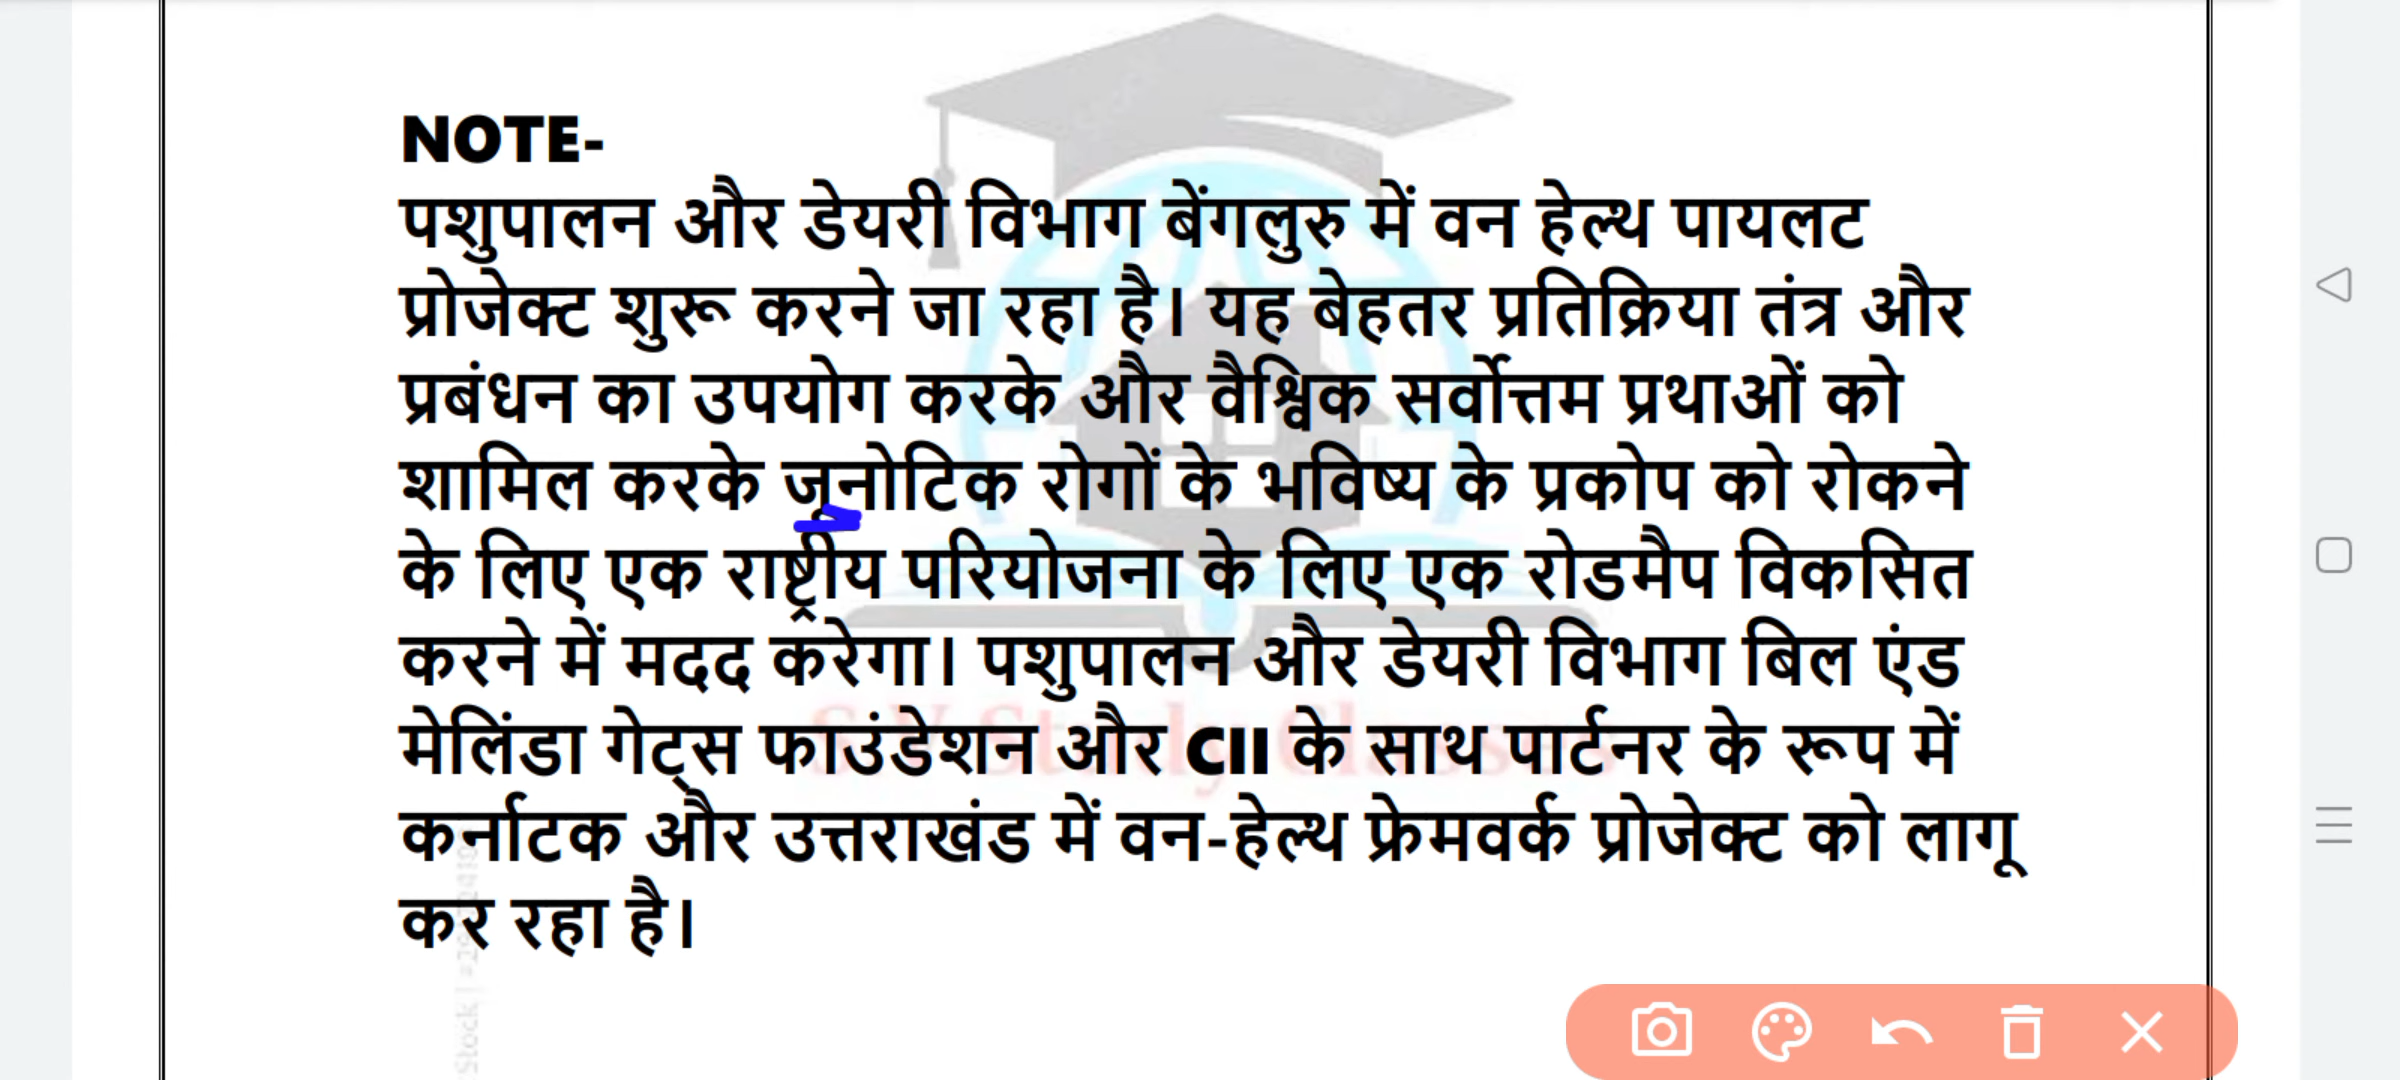 NOTE-
पशुपालन और डेयरी विभाग बेंगलुरु में वन हेल्थ पायलट
प्रोजेक्ट शुरू करने जा रहा है। यह बेहतर प्रतिक्रिया तंत्र और
प्रबंधन का उपयोग करके और वैश्विक सर्वोत्तम प्रथाओं को
शामिल करके जूनोटिक रोगों के भविष्य के प्रकोप को रोकने
के लिए एक राष्ट्रीय परियोजना के लिए एक रोडमैप विकसित
करने में मदद करेगा। पशुपालन और डेयरी विभाग बिल एंड
मेलिंडा गेट्स फाउंडेशन और CII के साथ पार्टनर के रूप में
कर्नाटक और उत्तराखंड में वन-हेल्थ फ्रेमवर्क प्रोजेक्ट को लागू
कर रहा है।
S.V Study Classes